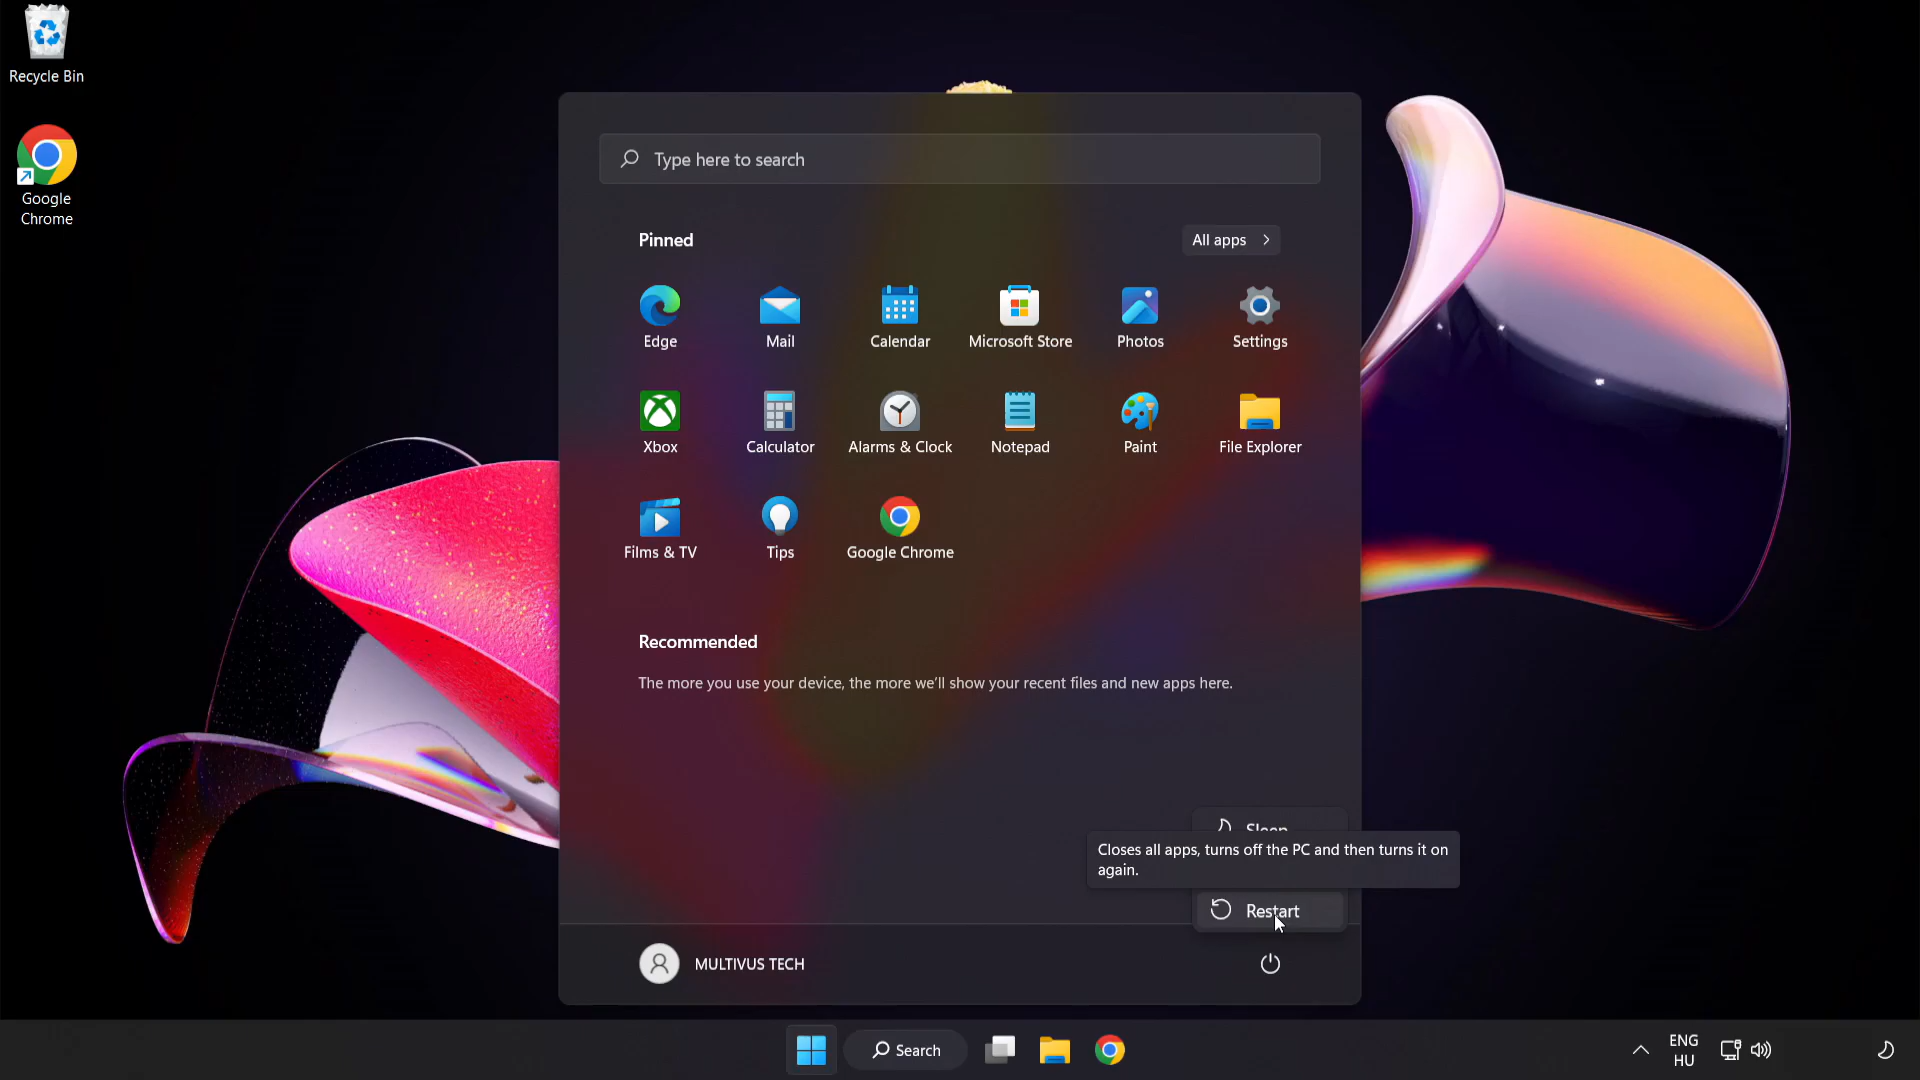 Recycle Bin
Google
Chrome
Type here to search
Pinned
All apps
Edge
Mail
Calendar
Microsoft Store
Photos
Settings
Xbox
Calculator
Alarms & Clock
Notepad
Paint
File Explorer
Films & TV
Tips
Google Chrome
Recommended
The more you use your device, the more we'll show your recent files and new apps here.
Sleep
Closes all apps, turns off the PC and then turns it on
again.
Restart
MULTIVUS TECH
Search
ENG
HU